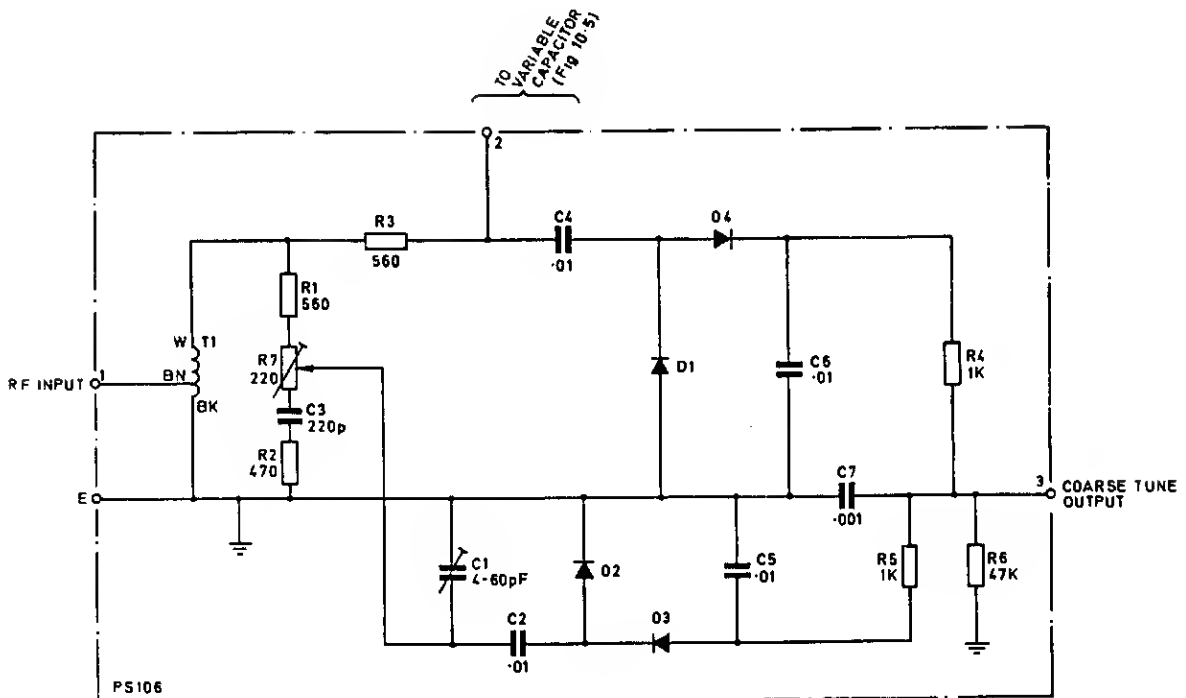 TO
VARIABLE
CAPACITOR
(Fig 10·5)
2
R3
560
C4
·01
D4
R1
560
W T1
R7
220
BN
1
RF INPUT
BK
C3
220p
R2
470
D1
C6
·01
R4
1K
E
C7
·001
3
COARSE TUNE
OUTPUT
C1
4-60pF
D2
C5
·01
R5
1K
R6
47K
C2
·01
D3
PS106